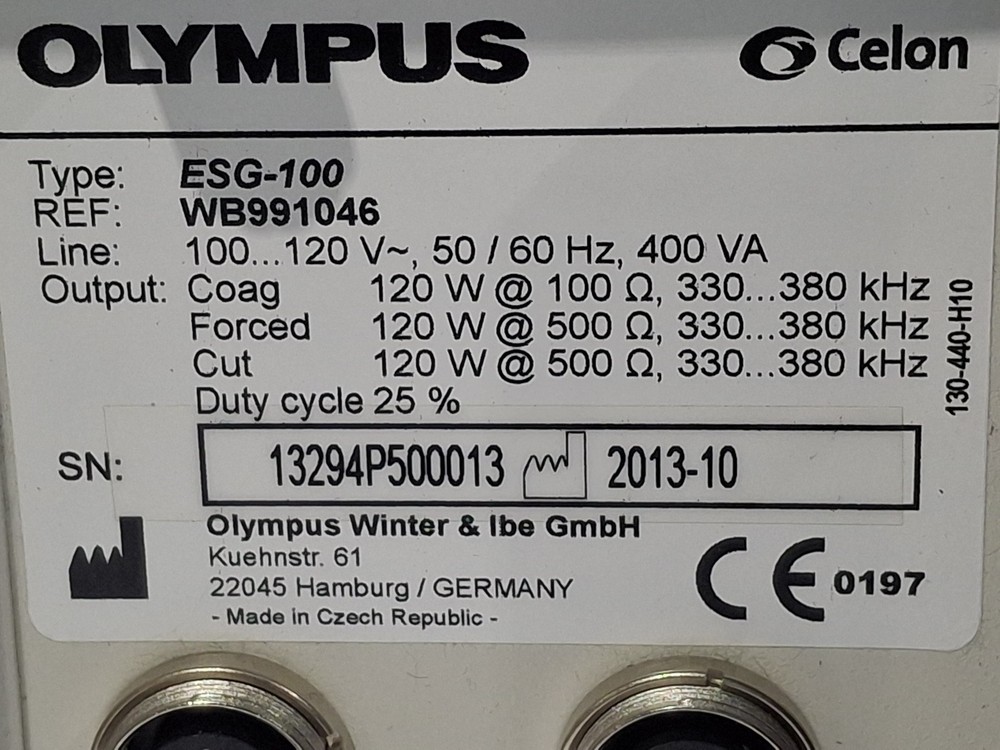 OLYMPUS Celon
Type: ESG-100
REF: WB991046
Line: 100...120 V~, 50 / 60 Hz, 400 VA
Output: Coag 120 W @ 100 Ω, 330...380 kHz
Forced 120 W @ 500 Ω, 330...380 kHz
Cut 120 W @ 500 Ω, 330...380 kHz
Duty cycle 25 %
130-440-H10
SN: 13294P500013 2013-10
Olympus Winter & Ibe GmbH
Kuehnstr. 61
22045 Hamburg / GERMANY
- Made in Czech Republic -
CE 0197